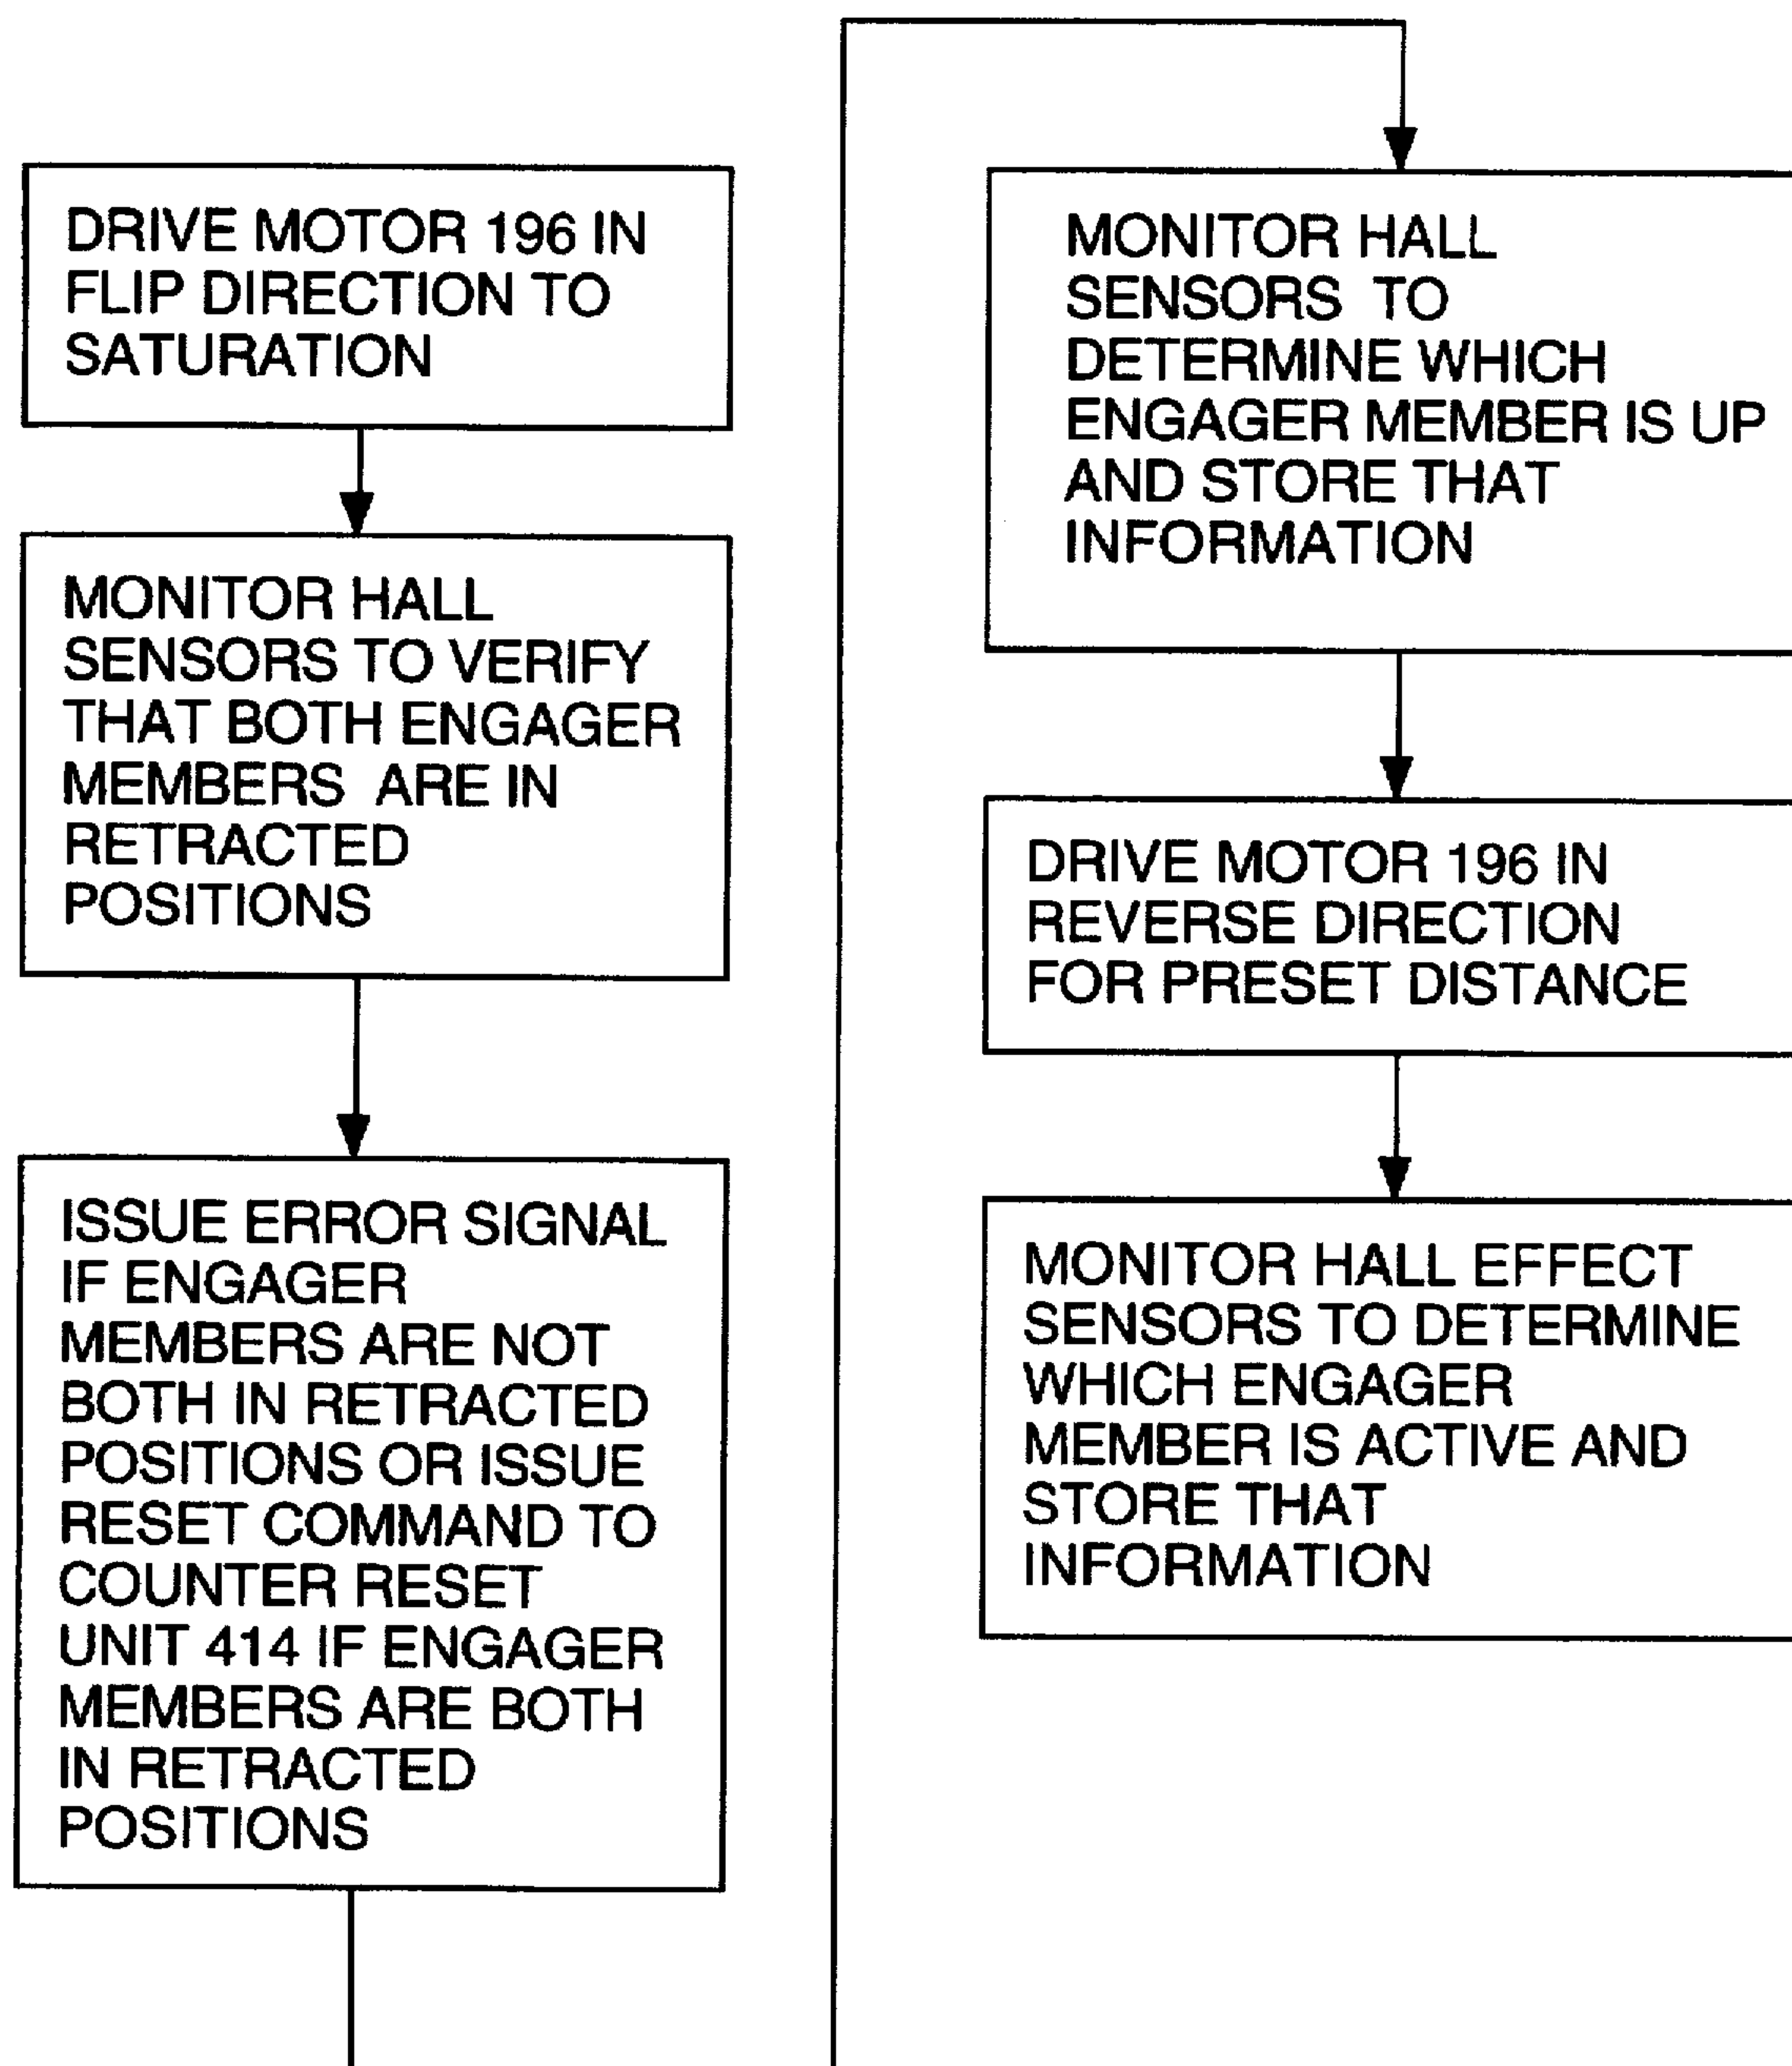 DRIVE MOTOR 196 IN
FLIP DIRECTION TO
SATURATION
MONITOR HALL
SENSORS TO VERIFY
THAT BOTH ENGAGER
MEMBERS ARE IN
RETRACTED
POSITIONS
ISSUE ERROR SIGNAL
IF ENGAGER
MEMBERS ARE NOT
BOTH IN RETRACTED
POSITIONS OR ISSUE
RESET COMMAND TO
COUNTER RESET
UNIT 414 IF ENGAGER
MEMBERS ARE BOTH
IN RETRACTED
POSITIONS
MONITOR HALL
SENSORS TO
DETERMINE WHICH
ENGAGER MEMBER IS UP
AND STORE THAT
INFORMATION
DRIVE MOTOR 196 IN
REVERSE DIRECTION
FOR PRESET DISTANCE
MONITOR HALL EFFECT
SENSORS TO DETERMINE
WHICH ENGAGER
MEMBER IS ACTIVE AND
STORE THAT
INFORMATION